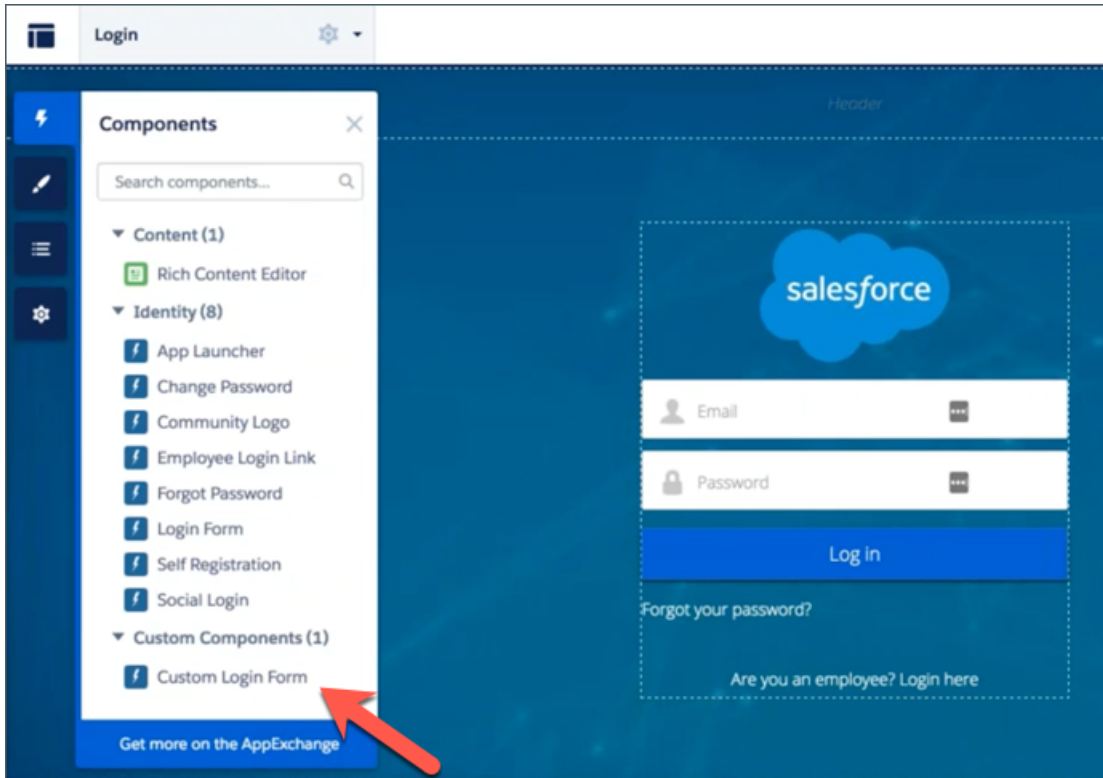 Login
Header
Components
Search components...
Content (1)
Rich Content Editor
Identity (8)
App Launcher
Change Password
Community Logo
Employee Login Link
Forgot Password
Login Form
Self Registration
Social Login
Custom Components (1)
Custom Login Form
Get more on the AppExchange
salesforce
Email
Password
Log in
Forgot your password?
Are you an employee? Login here